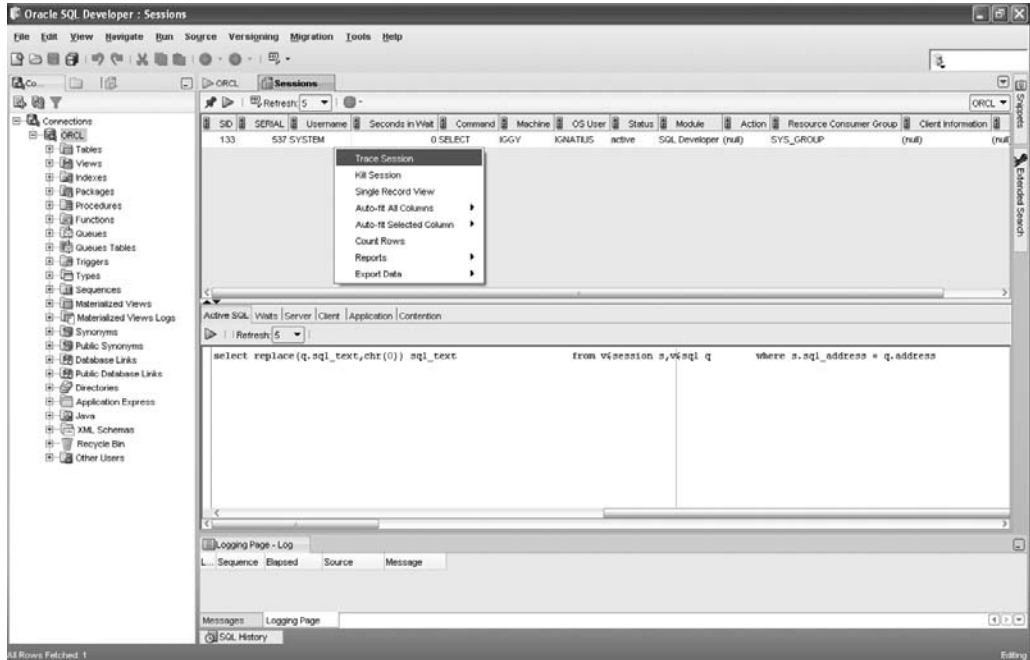 Oracle SQL Developer : Sessions
File Edit View Navigate Run Source Versioning Migration Tools Help
Co...
ORCL
Sessions
Refresh: 5
ORCL
SID SERIAL Username Seconds in Wait Command Machine OS User Status Module Action Resource Consumer Group Client Information
133 537 SYSTEM 0 SELECT IGGY IGNATIUS active SQL Developer (null) SYS_GROUP (null) (null
Trace Session
Kill Session
Single Record View
Auto-fit All Columns
Auto-fit Selected Column
Count Rows
Reports
Export Data
Connections
ORCL
Tables
Views
Indexes
Packages
Procedures
Functions
Queues
Queues Tables
Triggers
Types
Sequences
Materialized Views
Materialized Views Logs
Synonyms
Public Synonyms
Database Links
Public Database Links
Directories
Application Express
Java
XML Schemas
Recycle Bin
Other Users
Active SQL Waits Server Client Application Contention
Refresh: 5
select replace(q.sql_text,chr(0)) sql_text from v$session s,v$sql q where s.sql_address = q.address
Logging Page - Log
L... Sequence Elapsed Source Message
Messages Logging Page
SQL History
Snippets
Extended Search
All Rows Fetched: 1
Editing